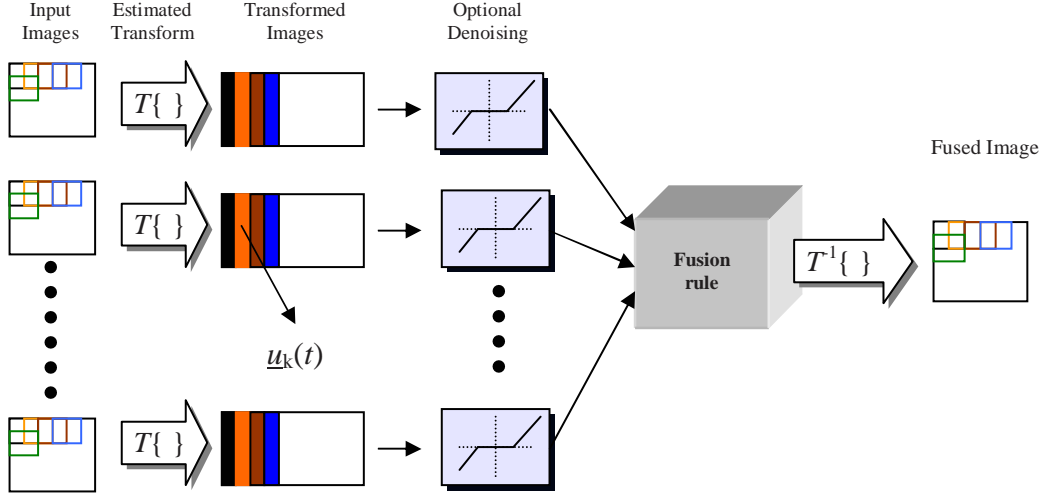 Input
Images
Estimated
Transform
Transformed
Images
Optional
Denoising
T{ }
T{ }
u_k(t)
T{ }
Fusion
rule
T⁻¹{ }
Fused Image